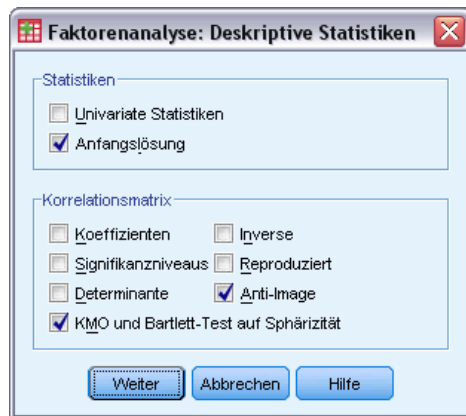 Faktorenanalyse: Deskriptive Statistiken
Statistiken
Univariate Statistiken
Anfangslösung
Korrelationsmatrix
Koeffizienten Inverse
Signifikanzniveaus Reproduziert
Determinante Anti-Image
KMO und Bartlett-Test auf Sphärizität
Weiter Abbrechen Hilfe